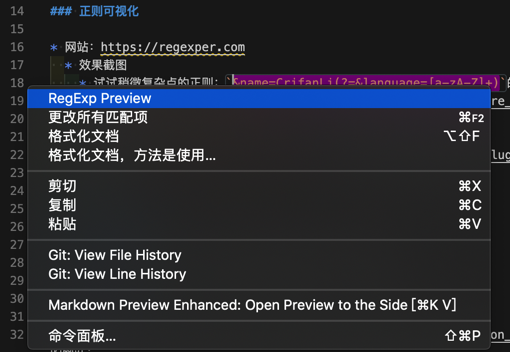 14 ### 正则可视化
15
16 * 网站：https://regexper.com
17 * 效果截图
18 * 试试稍微复杂点的正则：`&name=CrifanLi(?=&language=[a-zA-Z]+)`的
19 RegExp Preview re_
20 更改所有匹配项 ⌘F2
21 格式化文档 ⌥⇧F
22 格式化文档，方法是使用... lug
23
24 剪切 ⌘X
25 复制 ⌘C
26 粘贴 ⌘V
27
28 Git: View File History
29 Git: View Line History
30
31 Markdown Preview Enhanced: Open Preview to the Side [⌘K V]
32 命令面板... ⇧⌘P on_